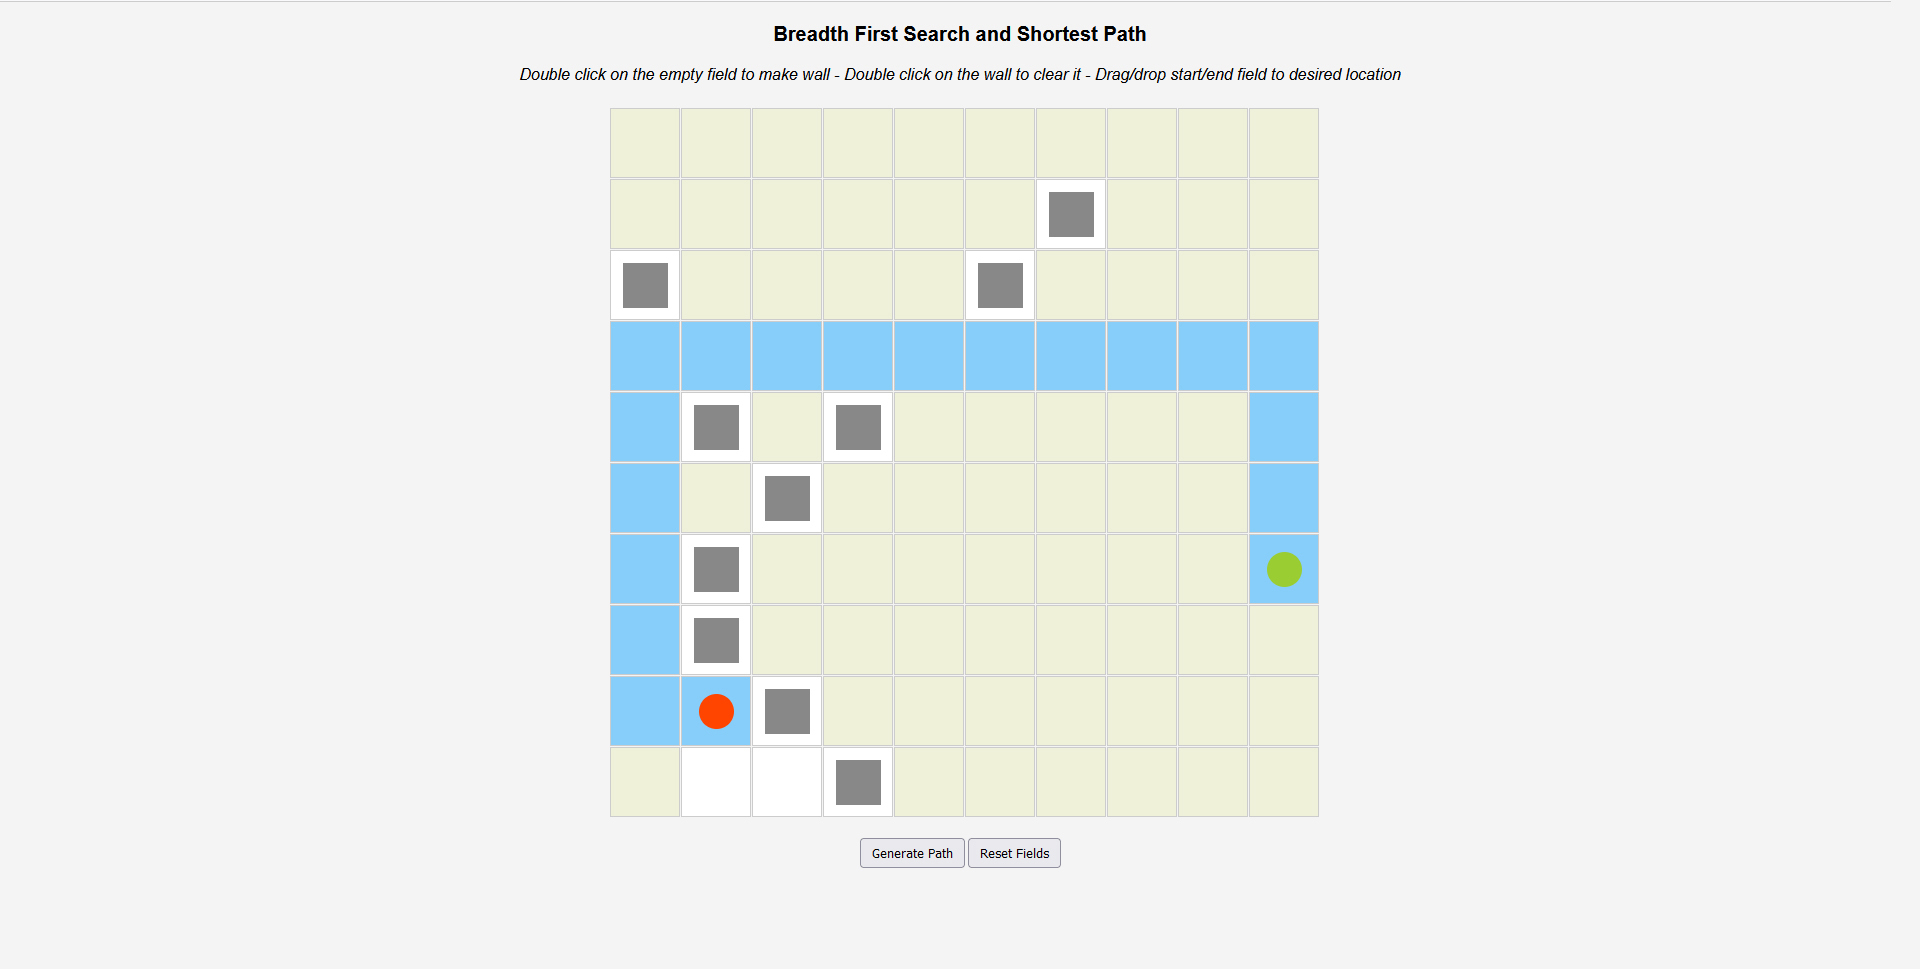 Breadth First Search and Shortest Path
Double click on the empty field to make wall - Double click on the wall to clear it - Drag/drop start/end field to desired location
Generate Path
Reset Fields